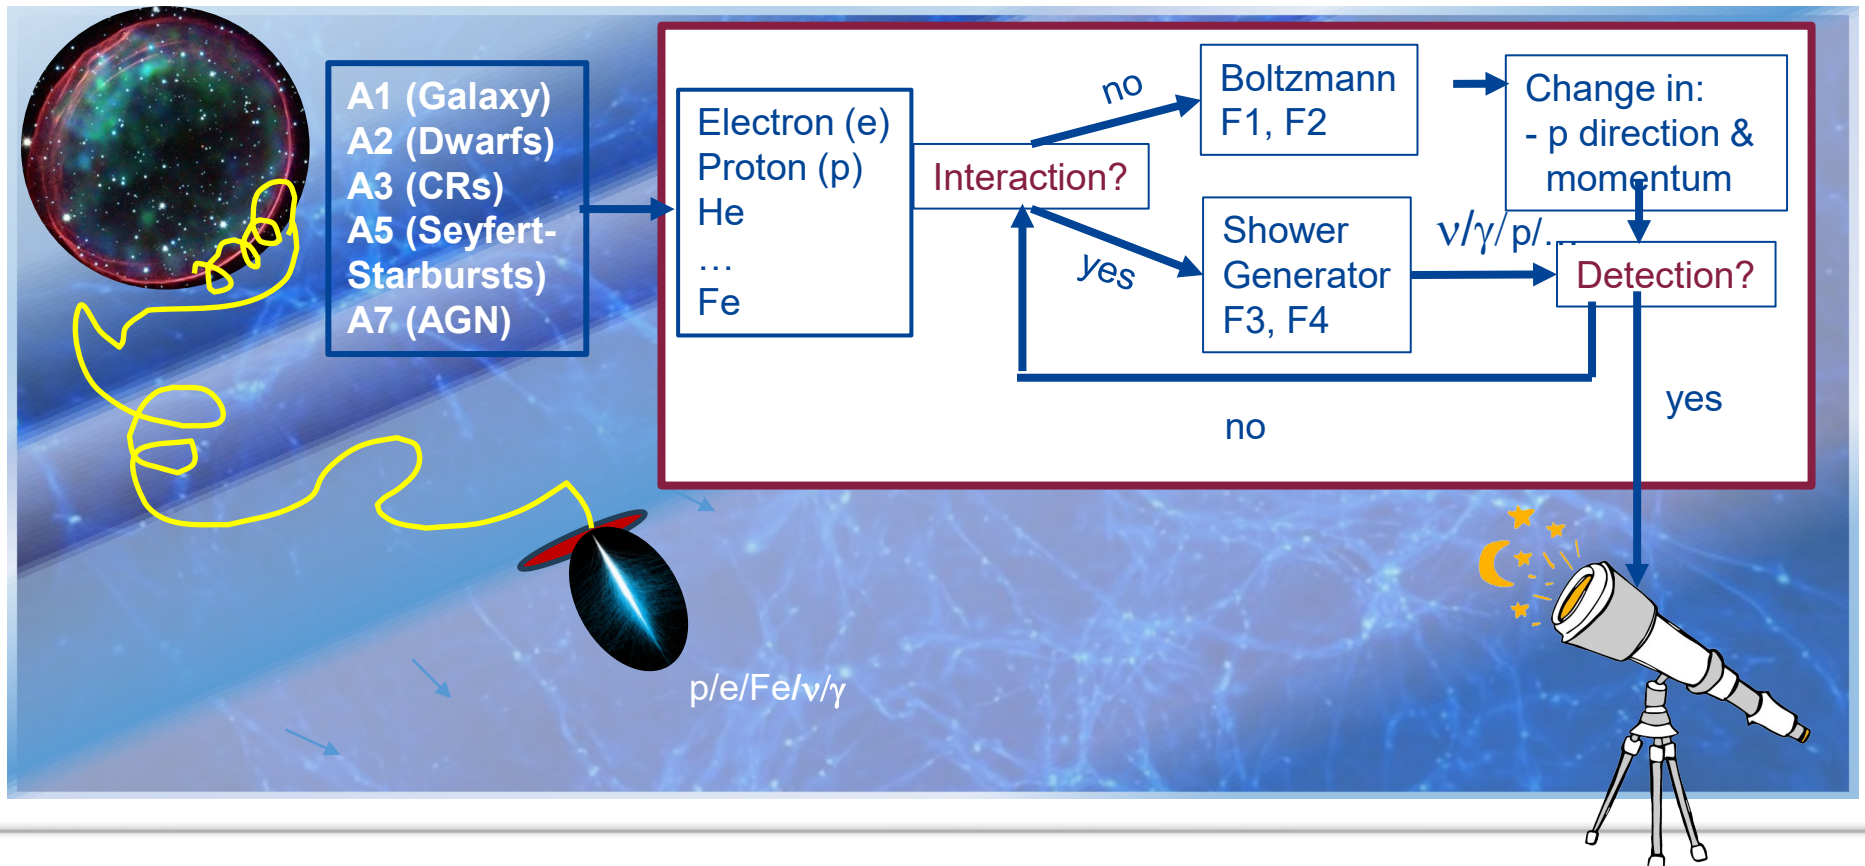 A1 (Galaxy)
A2 (Dwarfs)
A3 (CRs)
A5 (Seyfert-
Starbursts)
A7 (AGN)
Electron (e)
Proton (p)
He
…
Fe
Interaction?
no
yes
Boltzmann
F1, F2
Shower
Generator
F3, F4
Change in:
- p direction &
momentum
ν/γ/p/…
Detection?
no
yes
p/e/Fe/ν/γ